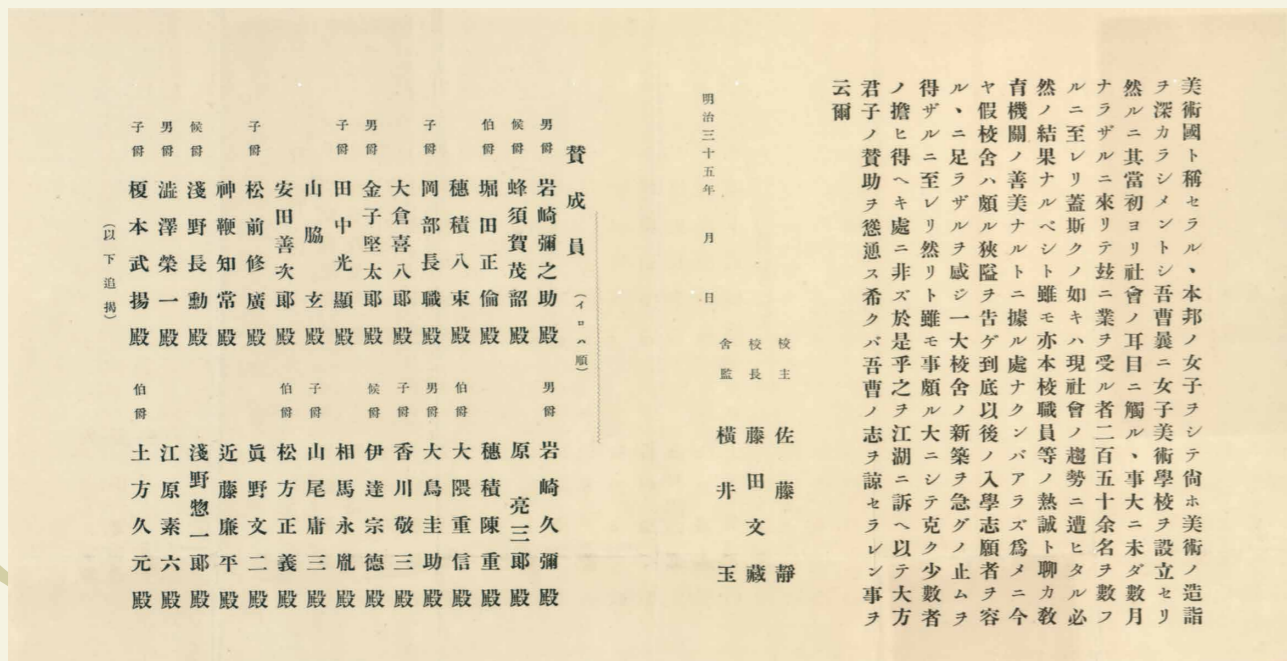 美術國ト稱セラルヽ本邦ノ女子ヲシテ尙ホ美術ノ造詣
ヲ深カラシメントシ吾曹曩ニ女子美術學校ヲ設立セリ
然ルニ其當初ヨリ社會ノ耳目ニ觸ルヽ事大ニ未ダ數月
ナラザルニ來リテ玆ニ業ヲ受ル者二百五十余名ヲ數フ
ルニ至レリ蓋斯クノ如キハ現社會ノ趨勢ニ遭ヒタル必
然ノ結果ナルベシト雖モ亦本校職員等ノ熱誠ト聊カ敎
育機關ノ善美ナルトニ據ル處ナクンバアラズ爲メニ今
ヤ假校舍ハ頗ル狹隘ヲ告ゲ到底以後ノ入學志願者ヲ容
ルヽニ足ラザルヲ感ジ一大校舍ノ新築ヲ急グノ止ムヲ
得ザルニ至レリ然リト雖モ事頗ル大ニシテ克ク少數者
ノ擔ヒ得ヘキ處ニ非ズ於是乎之ヲ江湖ニ訴ヘ以テ大方
君子ノ賛助ヲ慫慂ス希クバ吾曹ノ志ヲ諒セラレン事ヲ
云爾
明治三十五年 月 日
校主 佐藤靜
校長 藤田文藏
舍監 橫井玉
賛成員 (イロハ順)
男爵 岩崎彌之助殿
侯爵 蜂須賀茂韶殿
伯爵 堀田正倫殿
穗積八束殿
子爵 岡部長職殿
大倉喜八郞殿
男爵 金子堅太郞殿
子爵 田中光顯殿
山脇玄殿
安田善次郞殿
子爵 松前修廣殿
神鞭知常殿
侯爵 淺野長勳殿
男爵 澁澤榮一殿
子爵 榎本武揚殿
(以下追揭)
男爵 岩崎久彌殿
原亮三郞殿
穗積陳重殿
伯爵 大隈重信殿
男爵 大鳥圭助殿
子爵 香川敬三殿
侯爵 伊達宗德殿
相馬永胤殿
子爵 山尾庸三殿
伯爵 松方正義殿
眞野文二殿
近藤廉平殿
淺野惣一郞殿
江原素六殿
伯爵 土方久元殿